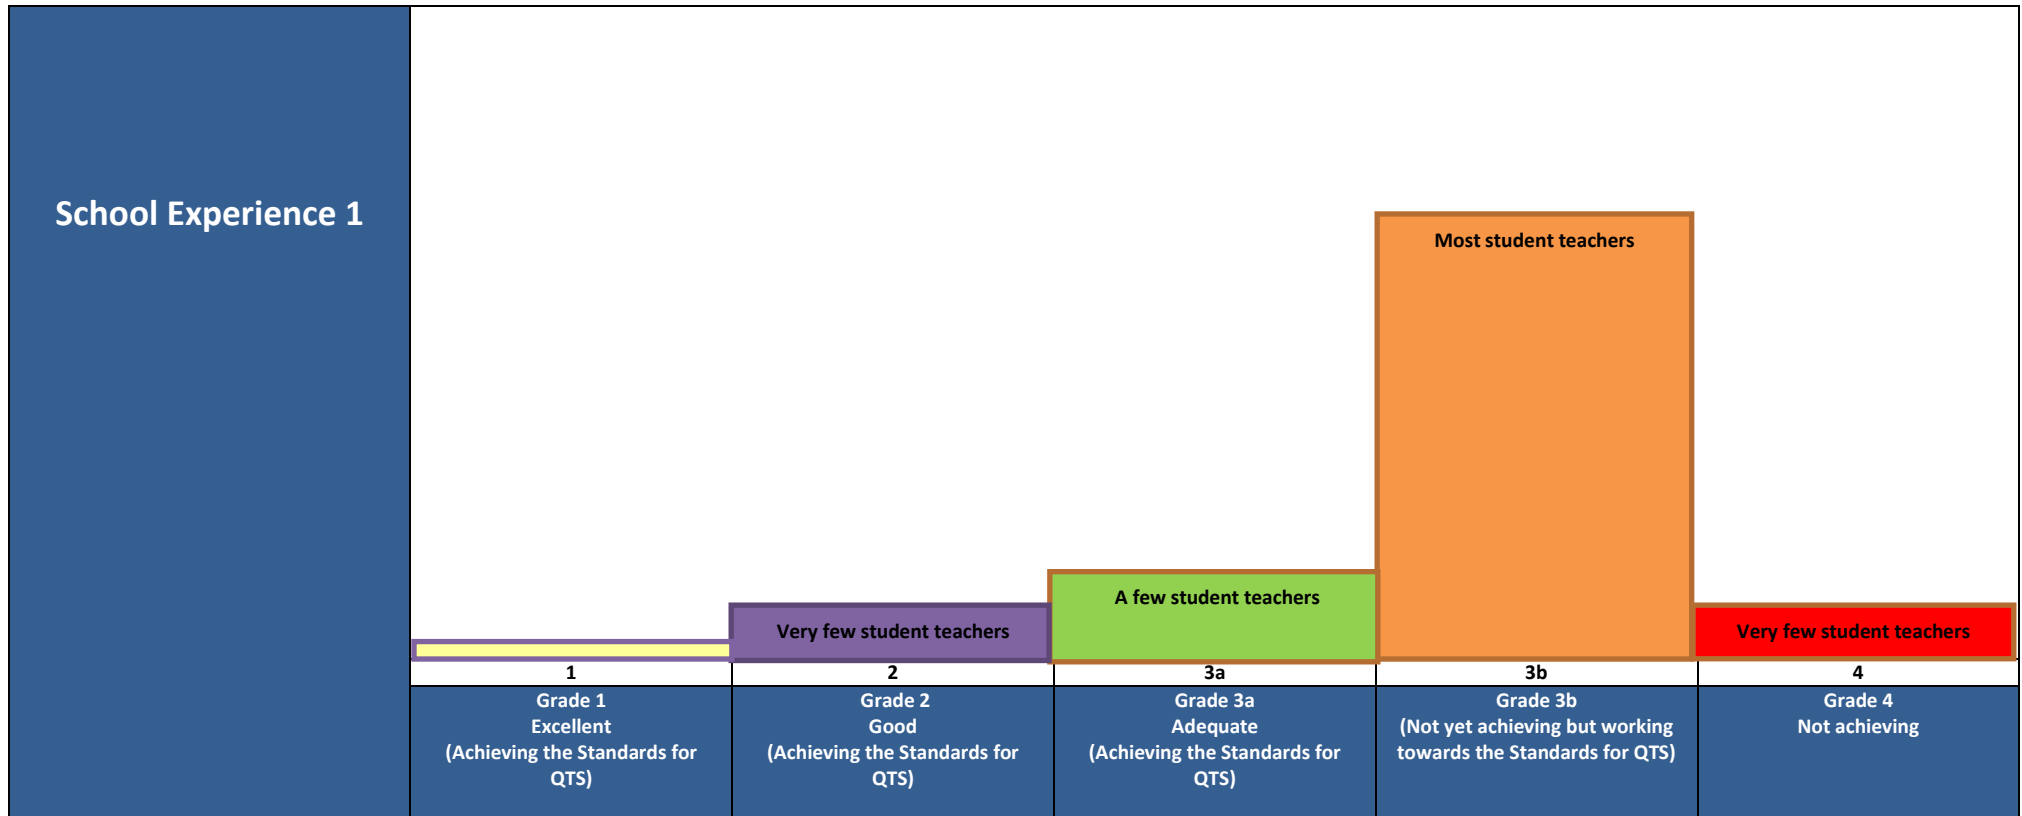 School Experience 1
Most student teachers
A few student teachers
Very few student teachers
Very few student teachers
1
2
3a
3b
4
Grade 1
Excellent
(Achieving the Standards for
QTS)
Grade 2
Good
(Achieving the Standards for
QTS)
Grade 3a
Adequate
(Achieving the Standards for
QTS)
Grade 3b
(Not yet achieving but working
towards the Standards for QTS)
Grade 4
Not achieving